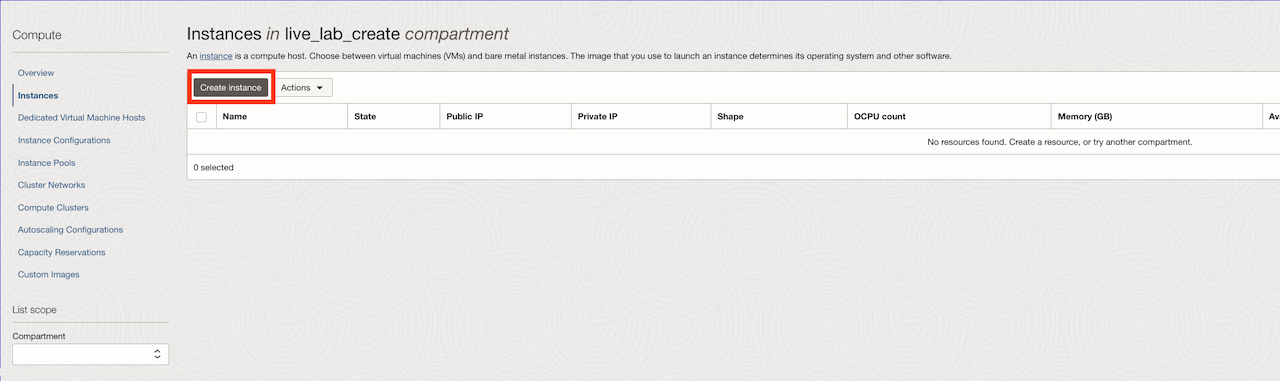 Compute
Overview
Instances
Dedicated Virtual Machine Hosts
Instance Configurations
Instance Pools
Cluster Networks
Compute Clusters
Autoscaling Configurations
Capacity Reservations
Custom Images
List scope
Compartment
Instances in live_lab_create compartment
An instance is a compute host. Choose between virtual machines (VMs) and bare metal instances. The image that you use to launch an instance determines its operating system and other software.
Create instance Actions
Name State Public IP Private IP Shape OCPU count Memory (GB) Av
No resources found. Create a resource, or try another compartment.
0 selected